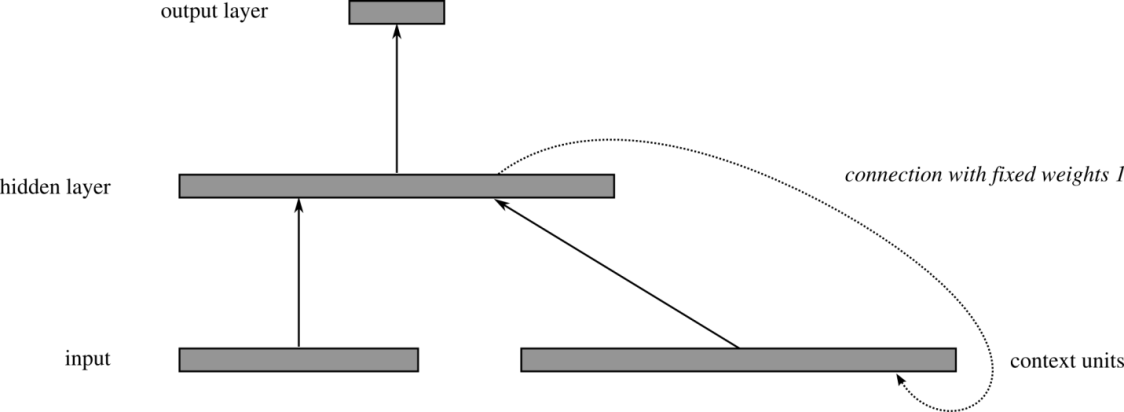 output layer
connection with fixed weights 1
hidden layer
input
context units